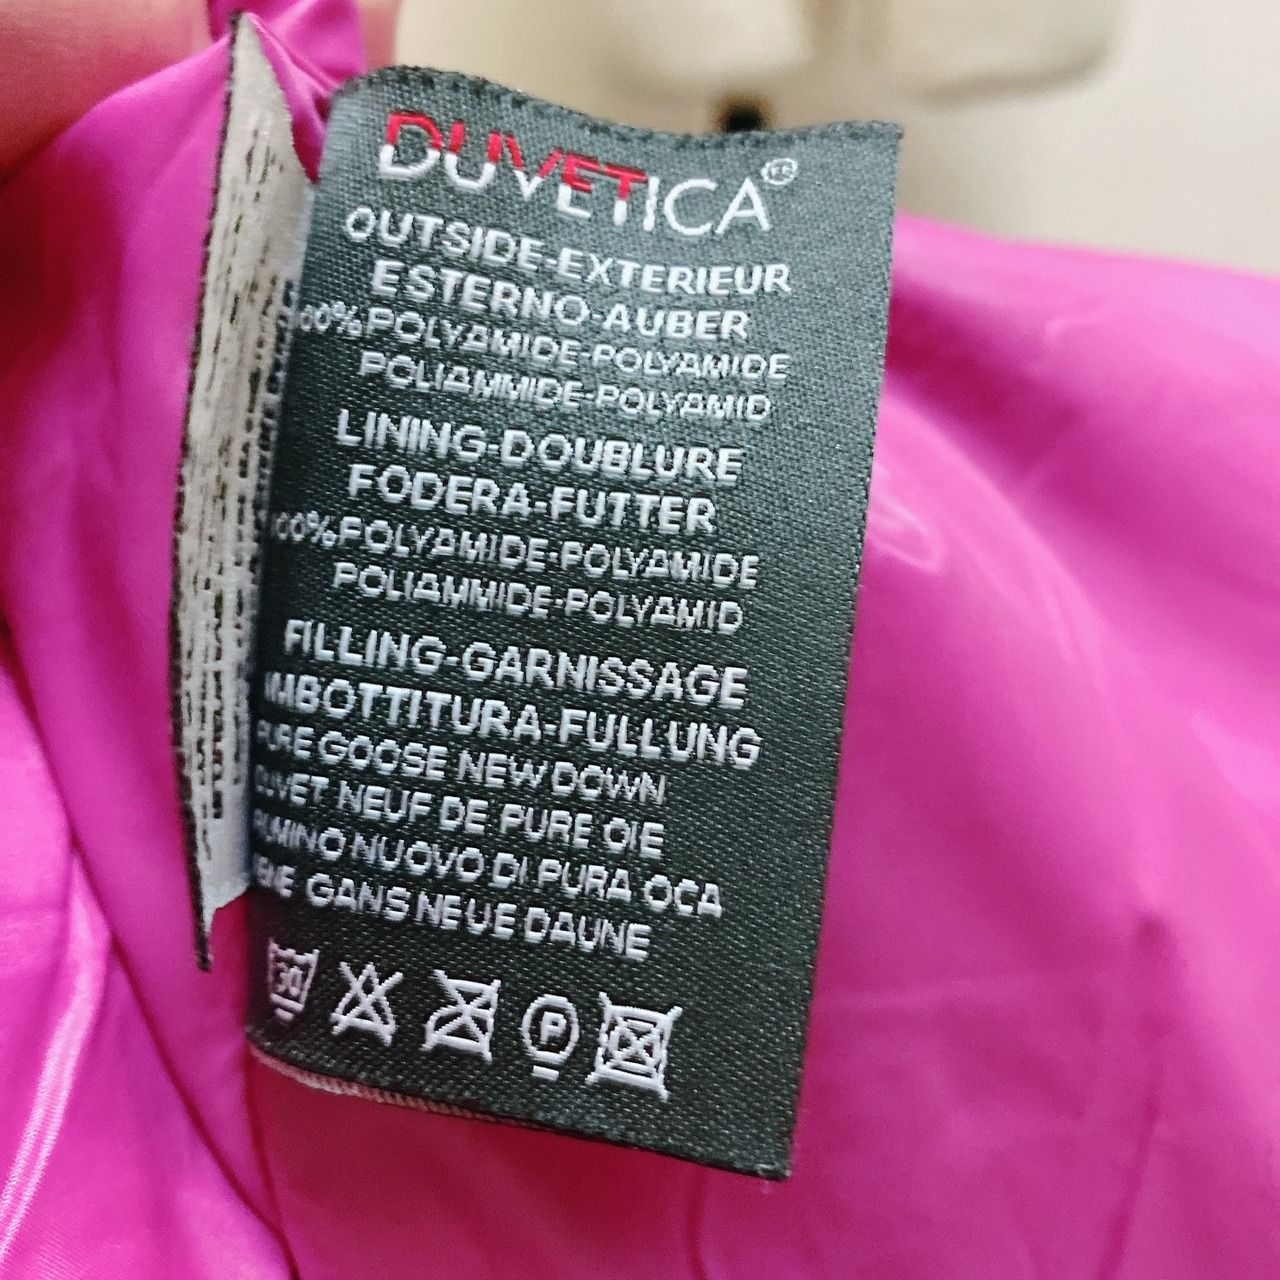 DUVETICA
OUTSIDE-EXTERIEUR
ESTERNO-AUBER
100%POLYAMIDE-POLYAMIDE
POLIAMMIDE-POLYAMID
LINING-DOUBLURE
FODERA-FUTTER
100%POLYAMIDE-POLYAMIDE
POLIAMMIDE-POLYAMID
FILLING-GARNISSAGE
IMBOTTITURA-FULLUNG
PURE GOOSE NEW DOWN
DUVET NEUF DE PURE OIE
PIUMINO NUOVO DI PURA OCA
GANS NEUE DAUNE
30
P